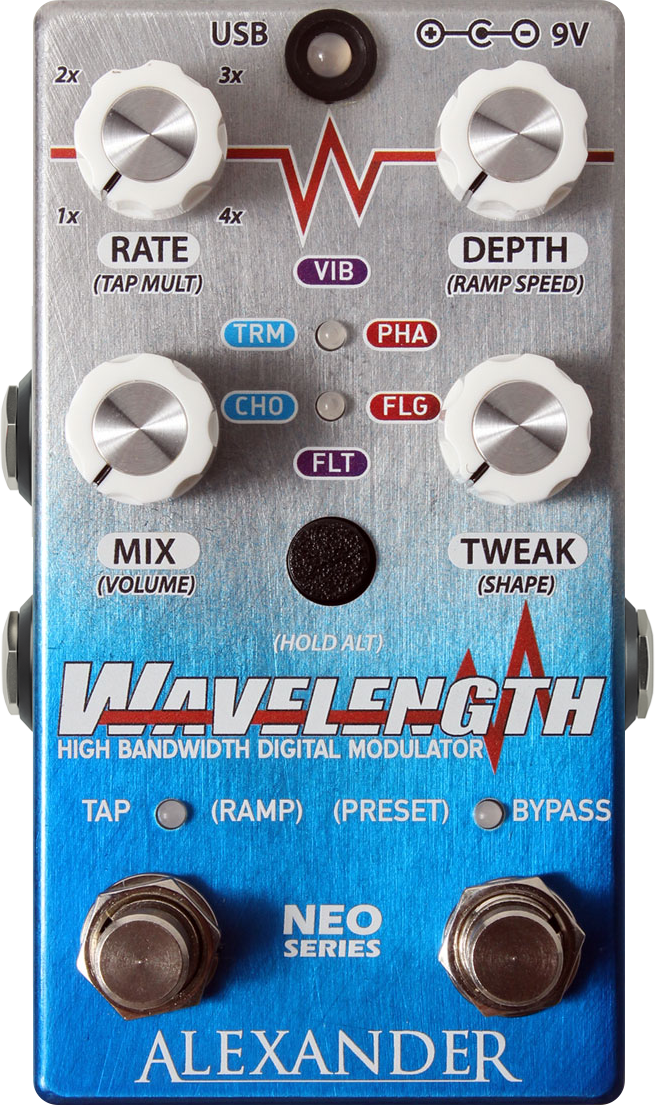 USB 9V
2x 3x
1x 4x
RATE DEPTH
(TAP MULT) (RAMP SPEED)
VIB
TRM PHA
CHO FLG
FLT
MIX TWEAK
(VOLUME) (SHAPE)
(HOLD ALT)
WAVELENGTH
HIGH BANDWIDTH DIGITAL MODULATOR
TAP (RAMP) (PRESET) BYPASS
NEO
SERIES
ALEXANDER